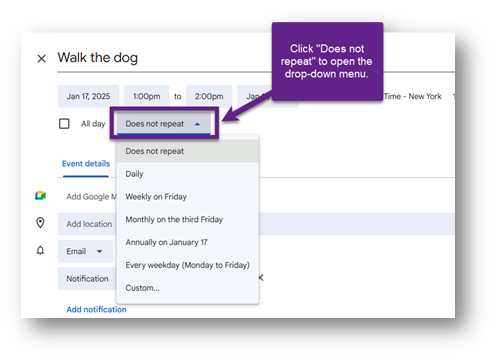 Walk the dog
Click "Does not
repeat" to open the
drop-down menu.
Jan 17, 2025 1:00pm to 2:00pm Jan Time - New York
All day Does not repeat
Does not repeat
Event details
Daily
Add Google M Weekly on Friday
Add location Monthly on the third Friday
Email Annually on January 17
Notification Every weekday (Monday to Friday)
Custom...
Add notification